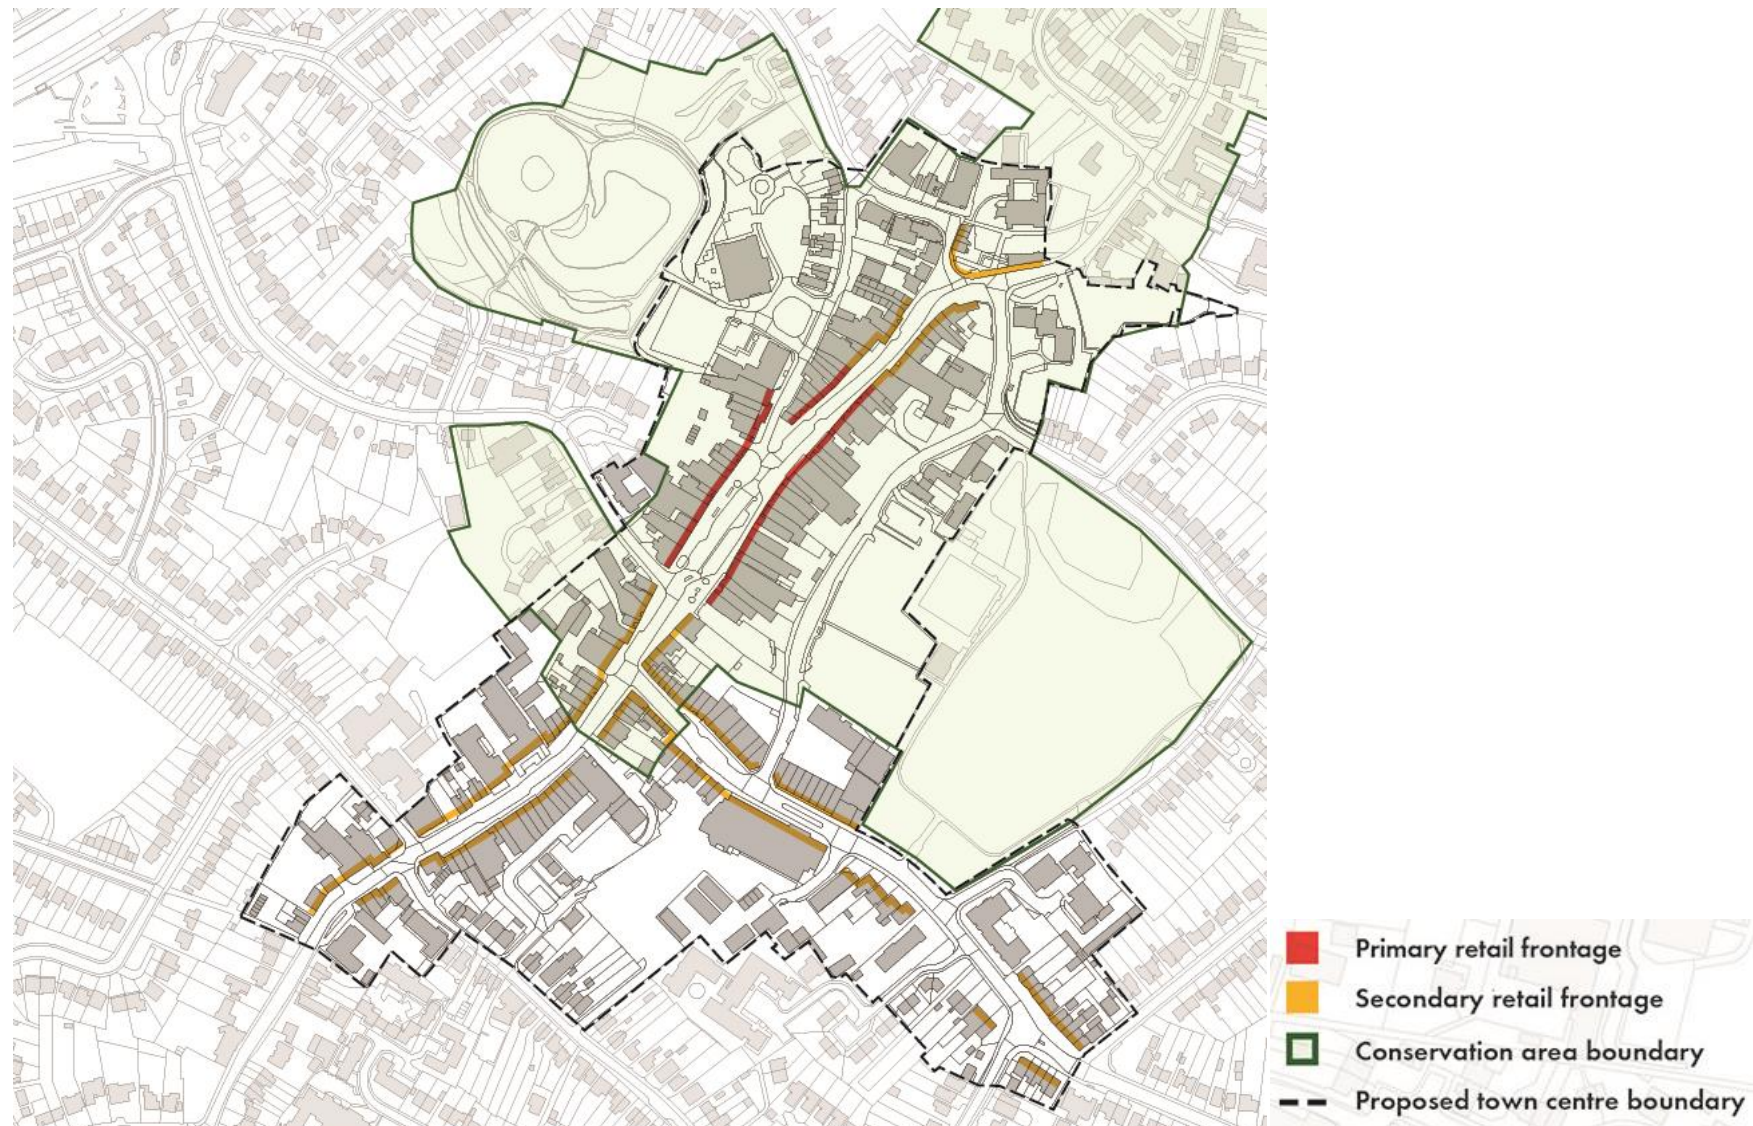 Primary retail frontage
Secondary retail frontage
Conservation area boundary
Proposed town centre boundary